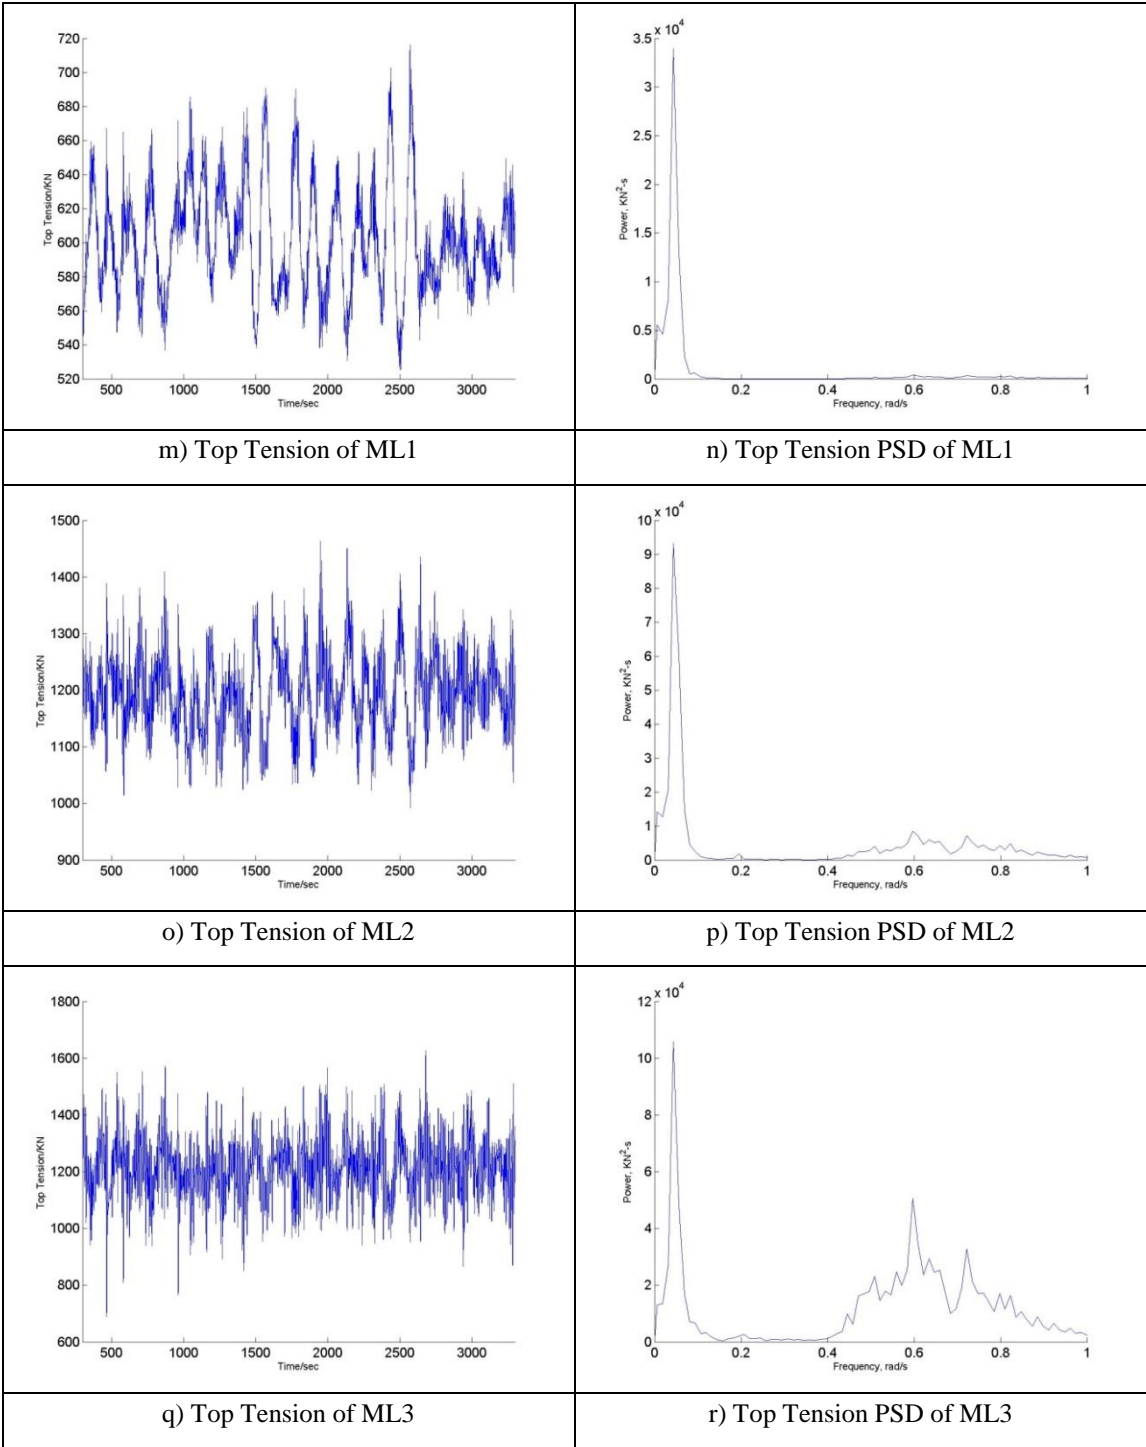 720
700
680
660
640
620
600
580
560
540
520
Top Tension/KN
500 1000 1500 2000 2500 3000
Time/sec
3.5 x 10^4
3
2.5
2
1.5
1
0.5
0
Power, KN²-s
0 0.2 0.4 0.6 0.8 1
Frequency, rad/s
m) Top Tension of ML1
n) Top Tension PSD of ML1
1500
1400
1300
1200
1100
1000
900
Top Tension/KN
500 1000 1500 2000 2500 3000
Time/sec
10 x 10^4
9
8
7
6
5
4
3
2
1
0
Power, KN²-s
0 0.2 0.4 0.6 0.8 1
Frequency, rad/s
o) Top Tension of ML2
p) Top Tension PSD of ML2
1800
1600
1400
1200
1000
800
600
Top Tension/KN
500 1000 1500 2000 2500 3000
Time/sec
12 x 10^4
10
8
6
4
2
0
Power, KN²-s
0 0.2 0.4 0.6 0.8 1
Frequency, rad/s
q) Top Tension of ML3
r) Top Tension PSD of ML3